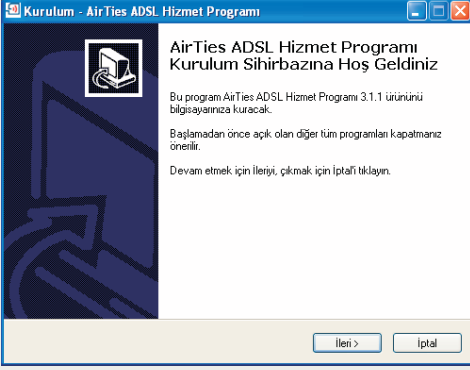 Kurulum - AirTies ADSL Hizmet Programı
AirTies ADSL Hizmet Programı
Kurulum Sihirbazına Hoş Geldiniz
Bu program AirTies ADSL Hizmet Programı 3.1.1 ürününü
bilgisayarınıza kuracak.
Başlamadan önce açık olan diğer tüm programları kapatmanız
önerilir.
Devam etmek için İleri'yi, çıkmak için İptal'i tıklayın.
İleri >
İptal